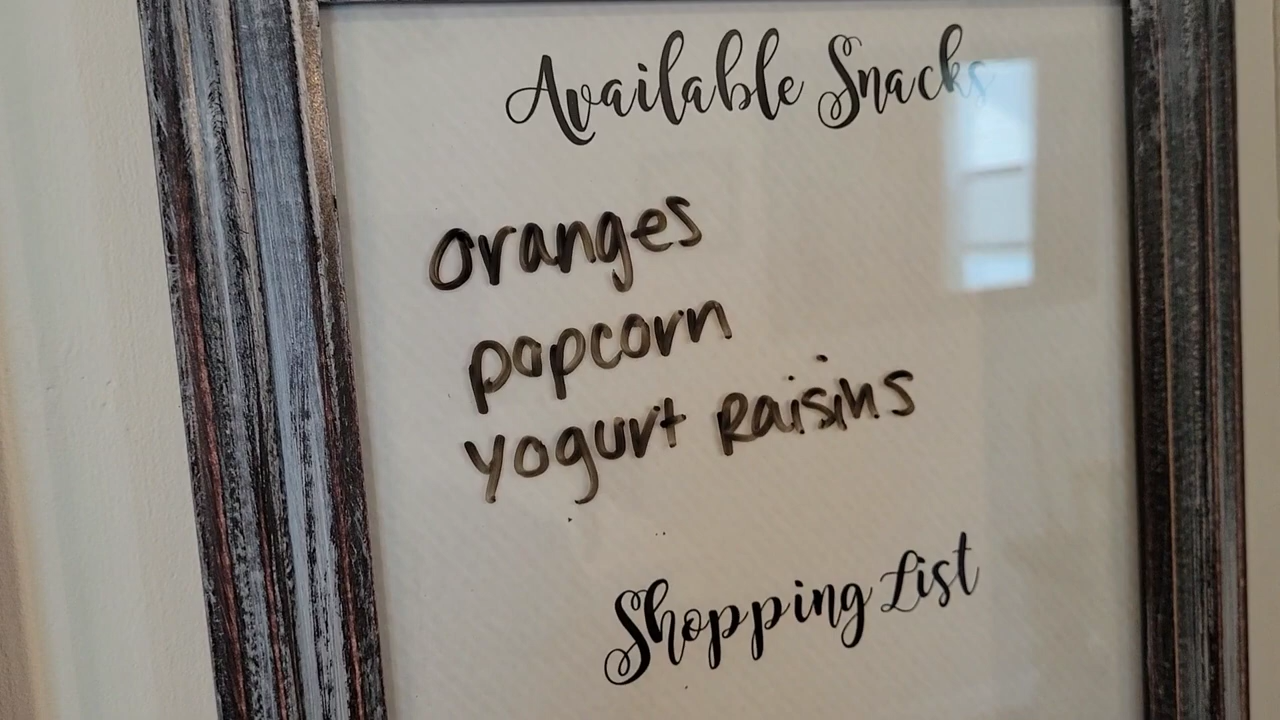 Available Snacks
oranges
popcorn
yogurt Raisins
Shopping List